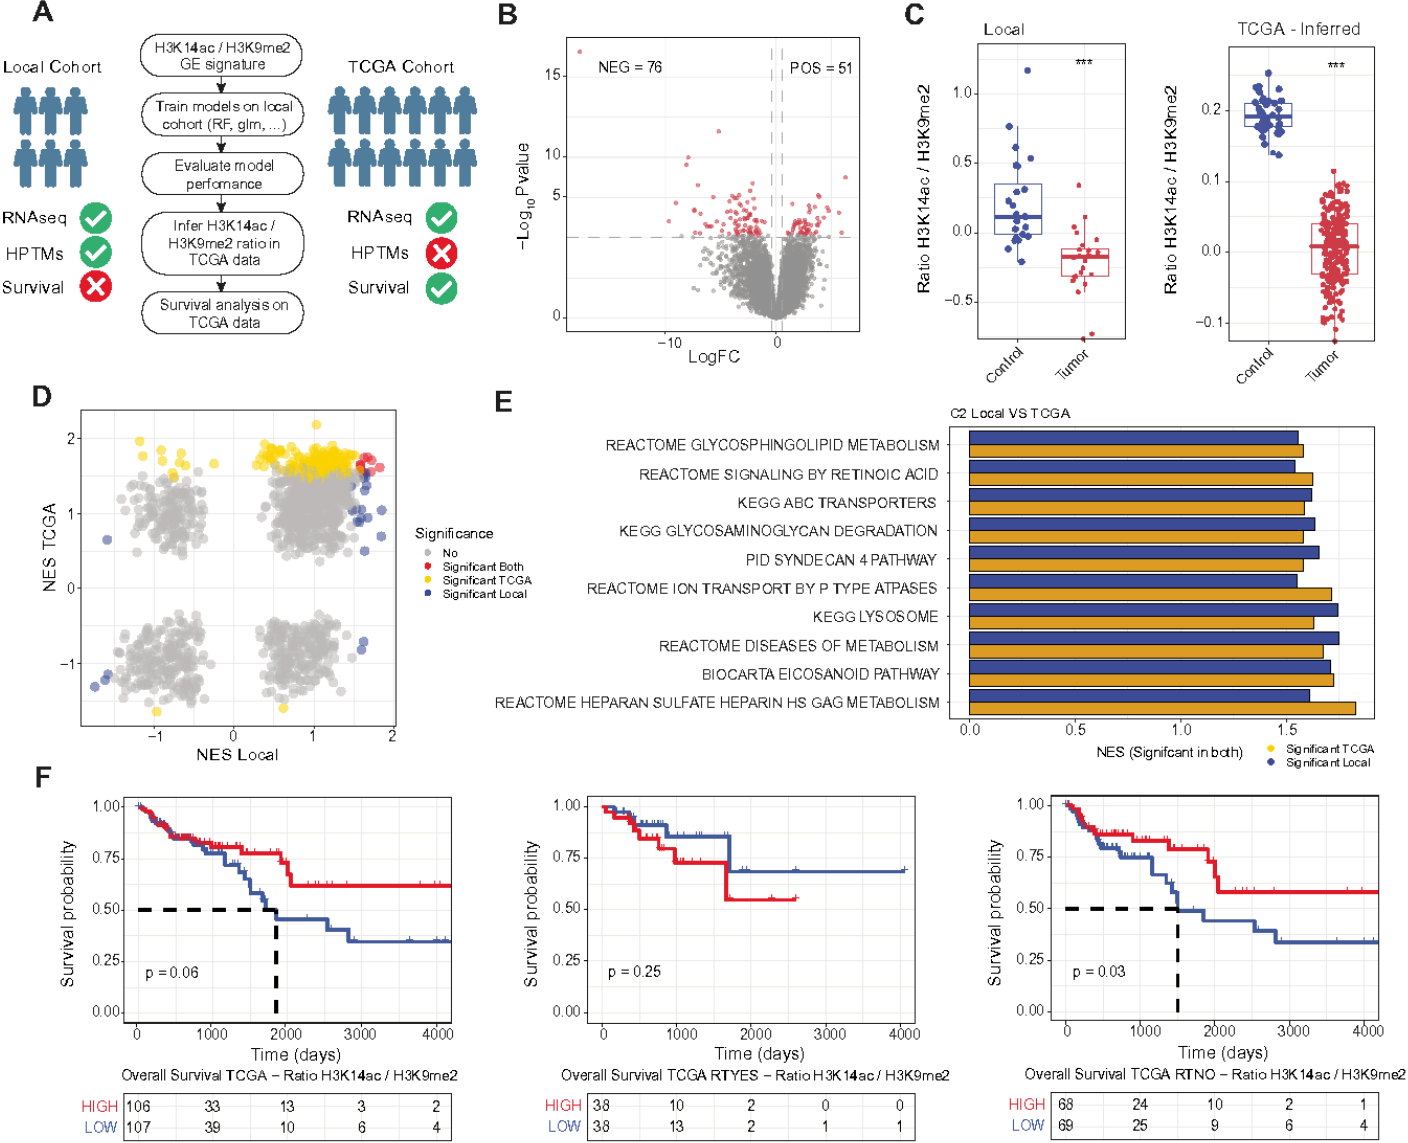 A
Local Cohort
RNAseq
HPTMs
Survival
H3K14ac / H3K9me2
GE signature
Train models on local
cohort (RF, glm, ...)
Evaluate model
perfomance
Infer H3K14ac /
H3K9me2 ratio in
TCGA data
Survival analysis on
TCGA data
TCGA Cohort
RNAseq
HPTMs
Survival
B
NEG = 76
POS = 51
−Log10 Pvalue
15
10
5
0
−10
0
LogFC
C
Local
***
Ratio H3K14ac / H3K9me2
1.0
0.5
0.0
−0.5
Control
Tumor
TCGA - Inferred
***
Ratio H3K14ac / H3K9me2
0.2
0.1
0.0
−0.1
Control
Tumor
D
NES TCGA
2
1
0
−1
−1
0
1
2
NES Local
Significance
No
Significant Both
Significant TCGA
Significant Local
E
C2 Local VS TCGA
REACTOME GLYCOSPHINGOLIPID METABOLISM
REACTOME SIGNALING BY RETINOIC ACID
KEGG ABC TRANSPORTERS
KEGG GLYCOSAMINOGLYCAN DEGRADATION
PID SYNDECAN 4 PATHWAY
REACTOME ION TRANSPORT BY P TYPE ATPASES
KEGG LYSOSOME
REACTOME DISEASES OF METABOLISM
BIOCARTA EICOSANOID PATHWAY
REACTOME HEPARAN SULFATE HEPARIN HS GAG METABOLISM
0.0
0.5
1.0
1.5
NES (Signifcant in both)
Significant TCGA
Significant Local
F
Survival probability
1.00
0.75
0.50
0.25
0.00
p = 0.06
0
1000
2000
3000
4000
Time (days)
Overall Survival TCGA − Ratio H3K14ac / H3K9me2
HIGH 106 33 13 3 2
LOW 107 39 10 6 4
Survival probability
1.00
0.75
0.50
0.25
0.00
p = 0.25
0
1000
2000
3000
4000
Time (days)
Overall Survival TCGA RTYES − Ratio H3K14ac / H3K9me2
HIGH 38 10 2 0 0
LOW 38 13 2 1 1
Survival probability
1.00
0.75
0.50
0.25
0.00
p = 0.03
0
1000
2000
3000
4000
Time (days)
Overall Survival TCGA RTNO − Ratio H3K14ac / H3K9me2
HIGH 68 24 10 2 1
LOW 69 25 9 6 4